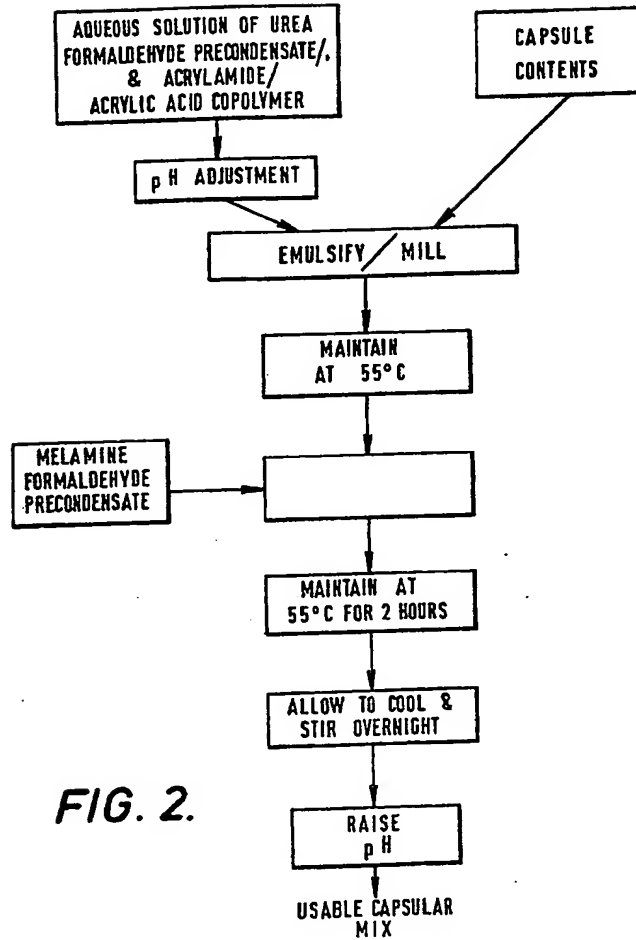 AQUEOUS SOLUTION OF UREA
FORMALDEHYDE PRECONDENSATE/.
& ACRYLAMIDE/
ACRYLIC ACID COPOLYMER
CAPSULE
CONTENTS
pH ADJUSTMENT
EMULSIFY / MILL
MAINTAIN
AT 55°C
MELAMINE
FORMALDEHYDE
PRECONDENSATE
MAINTAIN AT
55°C FOR 2 HOURS
ALLOW TO COOL &
STIR OVERNIGHT
FIG. 2.
RAISE
pH
USABLE CAPSULAR
MIX